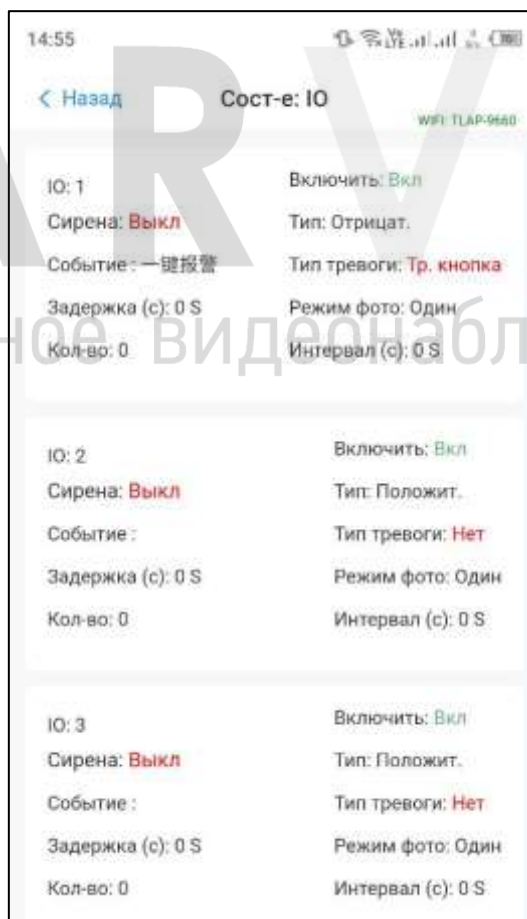 14:55
Назад Сост-е: IO
WIFI: TLAP-9660
IO: 1 Включить: Вкл
Сирена: Выкл Тип: Отрицат.
Событие : 一键报警 Тип тревоги: Тр. кнопка
Задержка (с): 0 S Режим фото: Один
Кол-во: 0 Интервал (с): 0 S
IO: 2 Включить: Вкл
Сирена: Выкл Тип: Положит.
Событие : Тип тревоги: Нет
Задержка (с): 0 S Режим фото: Один
Кол-во: 0 Интервал (с): 0 S
IO: 3 Включить: Вкл
Сирена: Выкл Тип: Положит.
Событие : Тип тревоги: Нет
Задержка (с): 0 S Режим фото: Один
Кол-во: 0 Интервал (с): 0 S